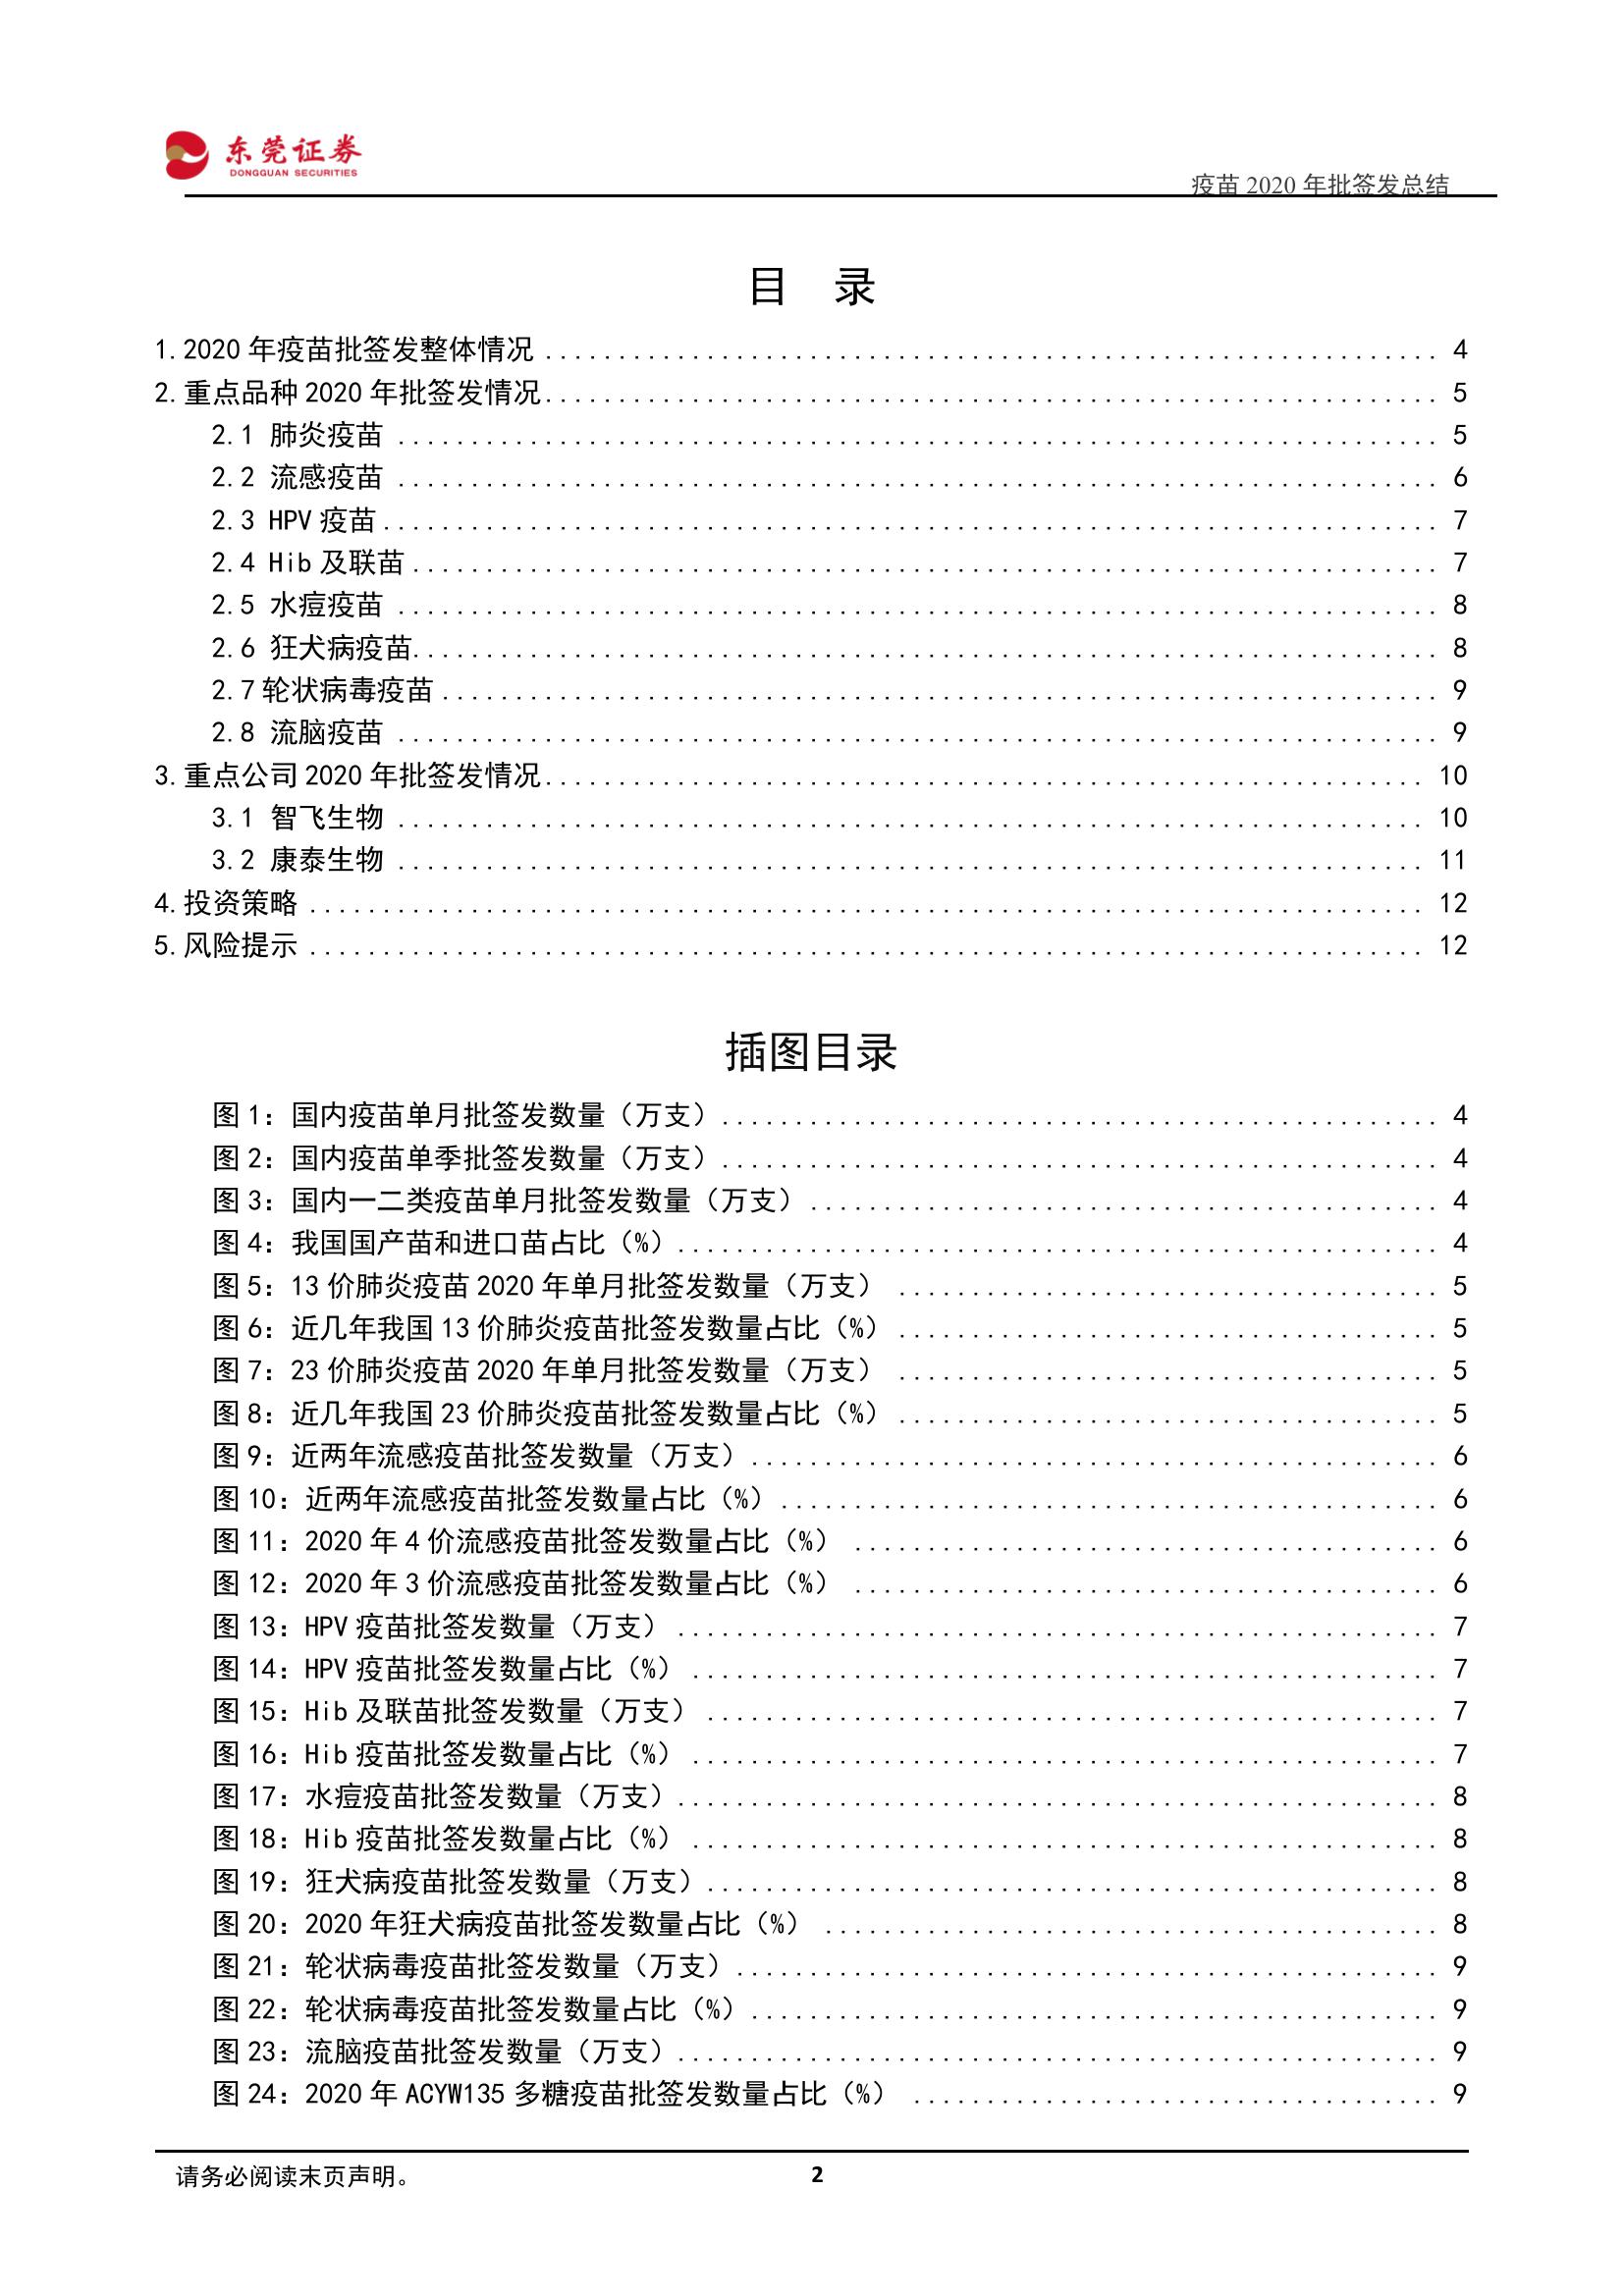 东莞证券
DONGGUAN SECURITIES
疫苗 2020 年批签发总结
目 录
1. 2020 年疫苗批签发整体情况 4
2. 重点品种 2020 年批签发情况 5
2.1 肺炎疫苗 5
2.2 流感疫苗 6
2.3 HPV 疫苗 7
2.4 Hib 及联苗 7
2.5 水痘疫苗 8
2.6 狂犬病疫苗 8
2.7 轮状病毒疫苗 9
2.8 流脑疫苗 9
3. 重点公司 2020 年批签发情况 10
3.1 智飞生物 10
3.2 康泰生物 11
4. 投资策略 12
5. 风险提示 12
插图目录
图 1：国内疫苗单月批签发数量（万支） 4
图 2：国内疫苗单季批签发数量（万支） 4
图 3：国内一二类疫苗单月批签发数量（万支） 4
图 4：我国国产苗和进口苗占比（%） 4
图 5：13 价肺炎疫苗 2020 年单月批签发数量（万支） 5
图 6：近几年我国 13 价肺炎疫苗批签发数量占比（%） 5
图 7：23 价肺炎疫苗 2020 年单月批签发数量（万支） 5
图 8：近几年我国 23 价肺炎疫苗批签发数量占比（%） 5
图 9：近两年流感疫苗批签发数量（万支） 6
图 10：近两年流感疫苗批签发数量占比（%） 6
图 11：2020 年 4 价流感疫苗批签发数量占比（%） 6
图 12：2020 年 3 价流感疫苗批签发数量占比（%） 6
图 13：HPV 疫苗批签发数量（万支） 7
图 14：HPV 疫苗批签发数量占比（%） 7
图 15：Hib 及联苗批签发数量（万支） 7
图 16：Hib 疫苗批签发数量占比（%） 7
图 17：水痘疫苗批签发数量（万支） 8
图 18：Hib 疫苗批签发数量占比（%） 8
图 19：狂犬病疫苗批签发数量（万支） 8
图 20：2020 年狂犬病疫苗批签发数量占比（%） 8
图 21：轮状病毒疫苗批签发数量（万支） 9
图 22：轮状病毒疫苗批签发数量占比（%） 9
图 23：流脑疫苗批签发数量（万支） 9
图 24：2020 年 ACYW135 多糖疫苗批签发数量占比（%） 9
请务必阅读末页声明。
2